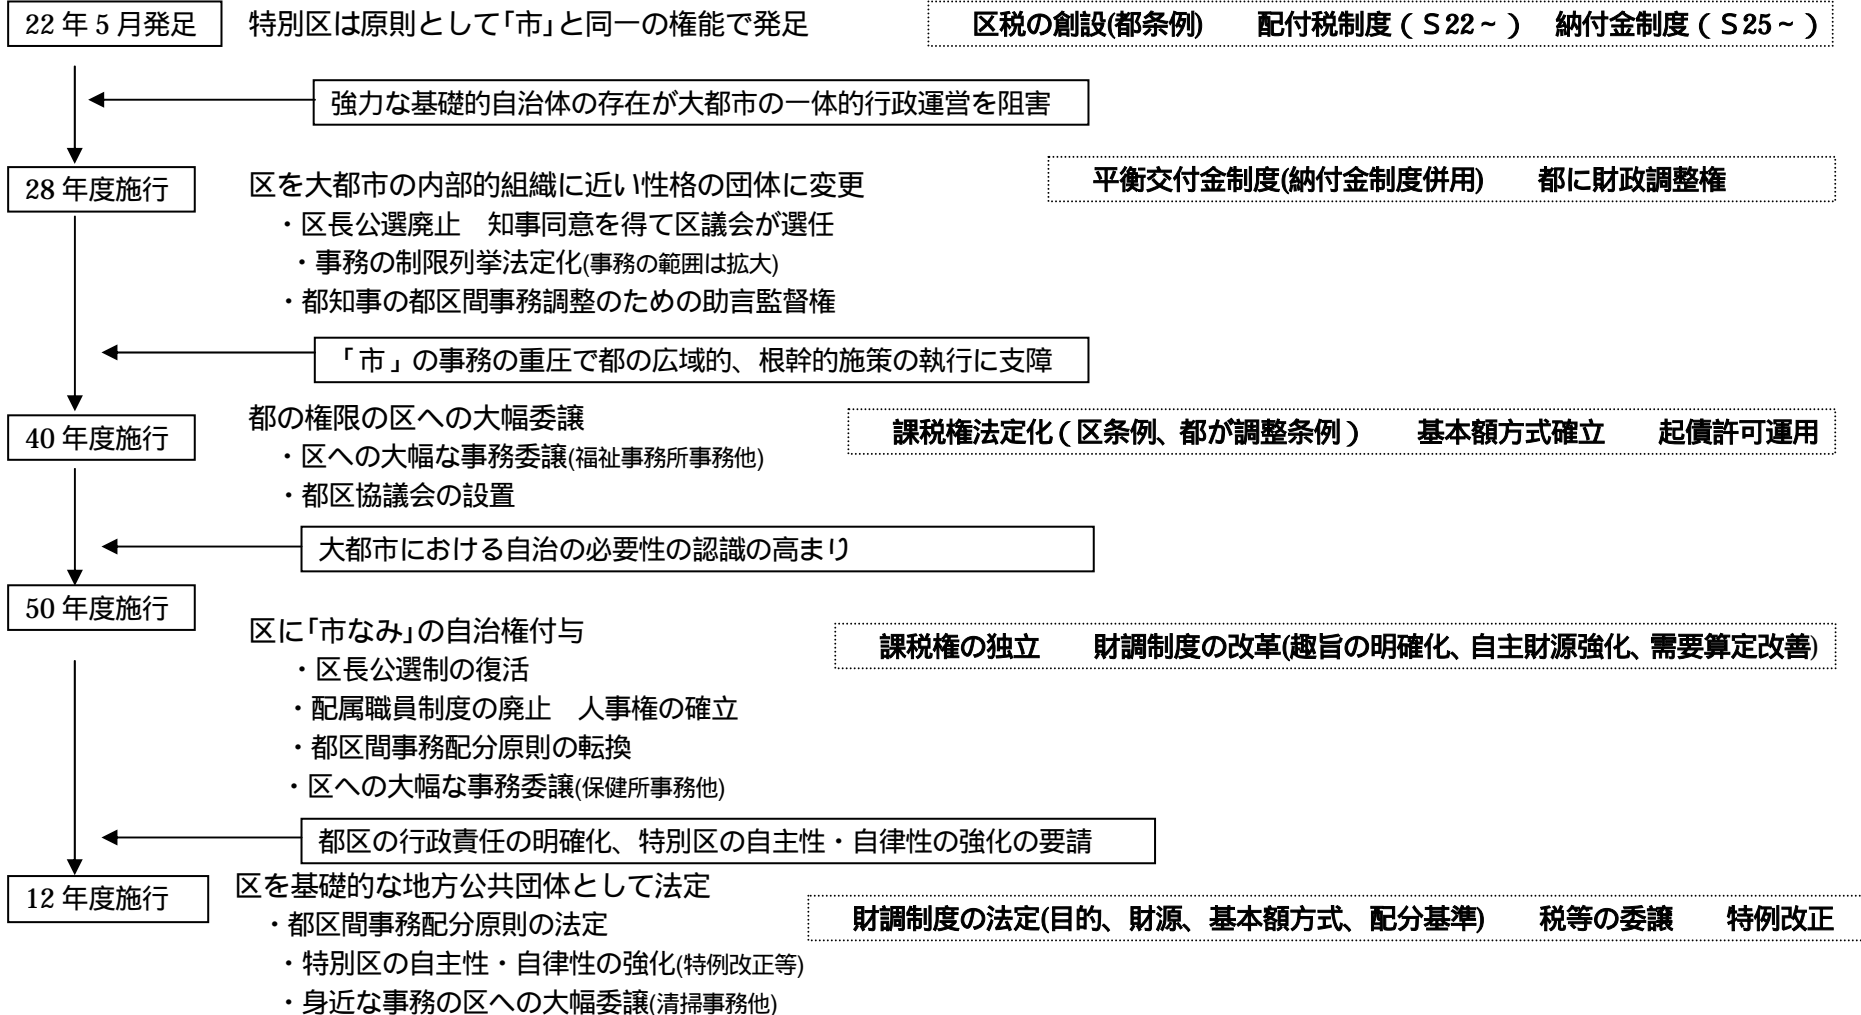 22 年 5 月発足　特別区は原則として「市」と同一の権能で発足　区税の創設(都条例)　配付税制度（Ｓ22～）　納付金制度（Ｓ25～）
強力な基礎的自治体の存在が大都市の一体的行政運営を阻害
28 年度施行　区を大都市の内部的組織に近い性格の団体に変更　平衡交付金制度(納付金制度併用)　都に財政調整権
・区長公選廃止　知事同意を得て区議会が選任
・事務の制限列挙法定化(事務の範囲は拡大)
・都知事の都区間事務調整のための助言監督権
「市」の事務の重圧で都の広域的、根幹的施策の執行に支障
40 年度施行　都の権限の区への大幅委譲　課税権法定化（区条例、都が調整条例）　基本額方式確立　起債許可運用
・区への大幅な事務委譲(福祉事務所事務他)
・都区協議会の設置
大都市における自治の必要性の認識の高まり
50 年度施行
区に「市なみ」の自治権付与　課税権の独立　財調制度の改革(趣旨の明確化、自主財源強化、需要算定改善)
・区長公選制の復活
・配属職員制度の廃止　人事権の確立
・都区間事務配分原則の転換
・区への大幅な事務委譲(保健所事務他)
都区の行政責任の明確化、特別区の自主性・自律性の強化の要請
12 年度施行　区を基礎的な地方公共団体として法定
・都区間事務配分原則の法定　財調制度の法定(目的、財源、基本額方式、配分基準)　税等の委譲　特例改正
・特別区の自主性・自律性の強化(特例改正等)
・身近な事務の区への大幅委譲(清掃事務他)